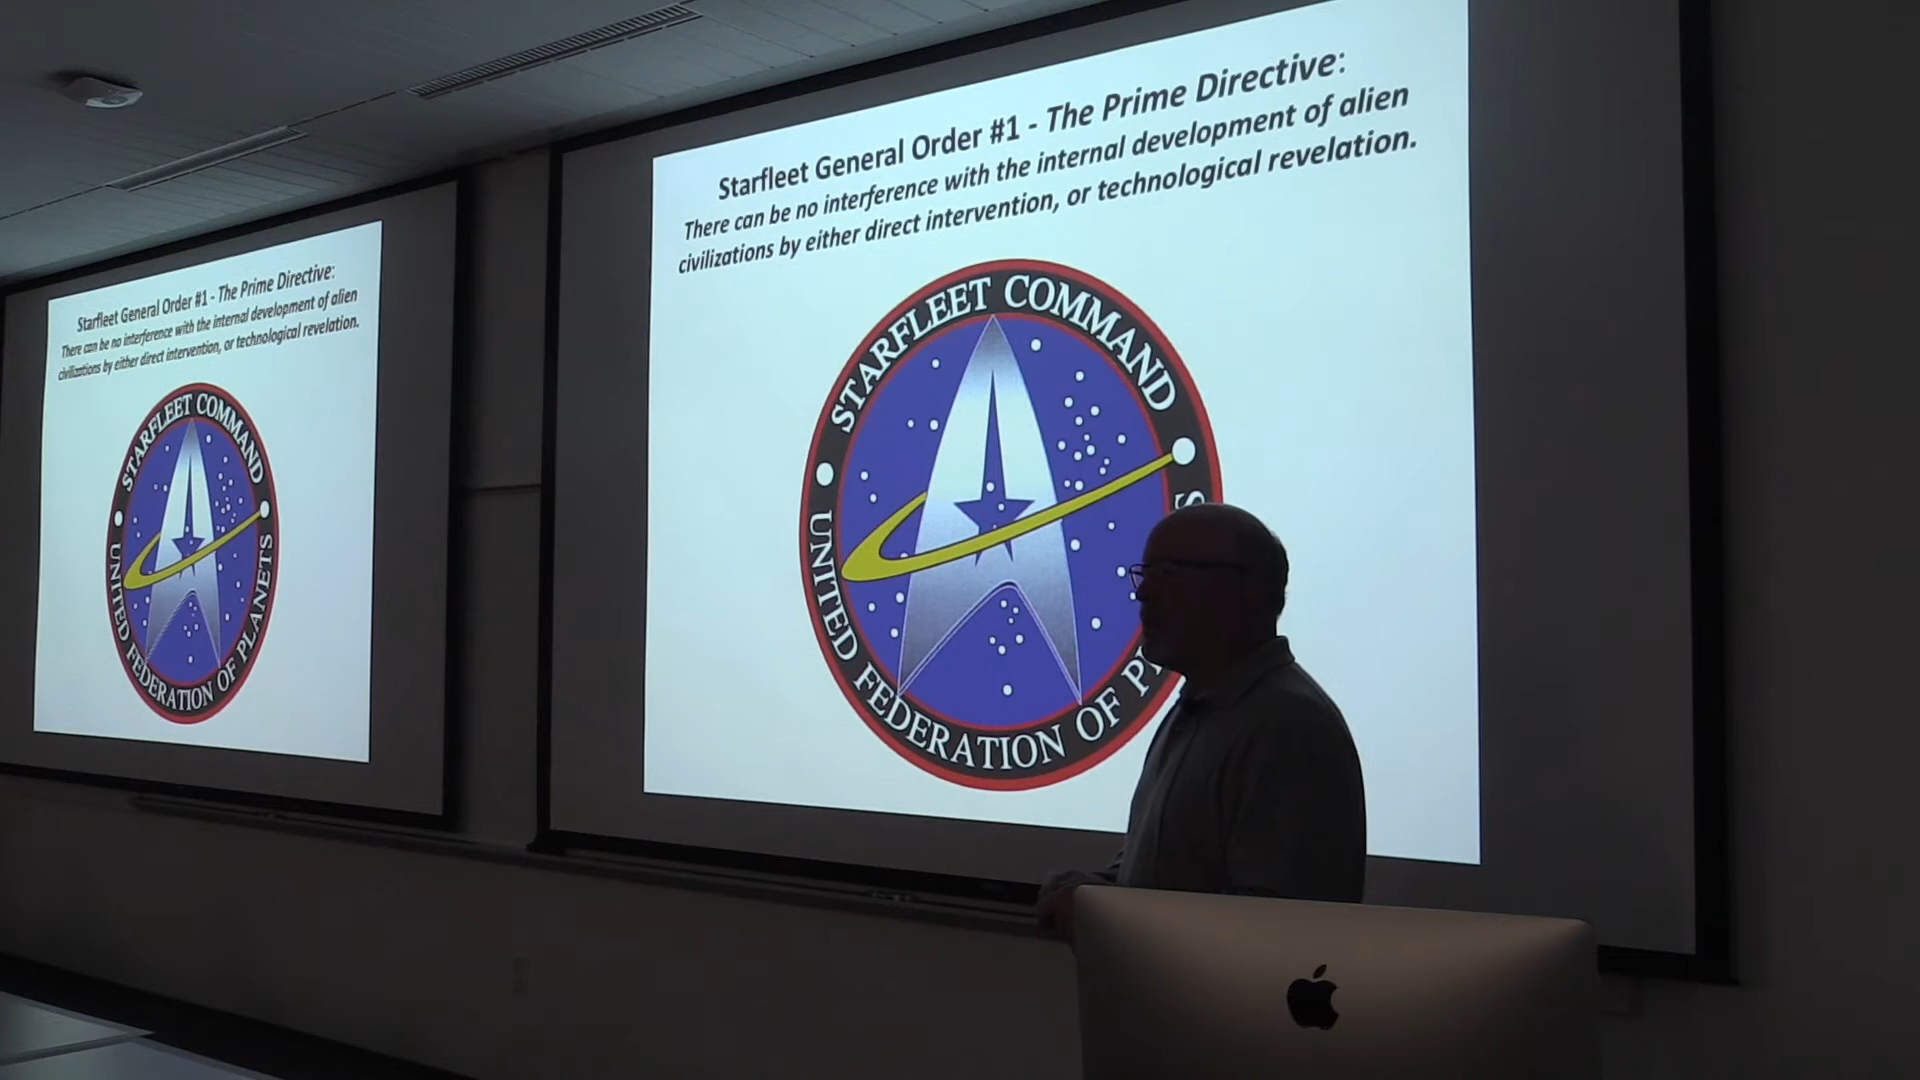 Starfleet General Order #1 - The Prime Directive:
There can be no interference with the internal development of alien
civilizations by either direct intervention, or technological revelation.
STARFLEET COMMAND
UNITED FEDERATION OF PLANETS
Starfleet General Order #1 - The Prime Directive:
There can be no interference with the internal development of alien
civilizations by either direct intervention, or technological revelation.
STARFLEET COMMAND
UNITED FEDERATION OF